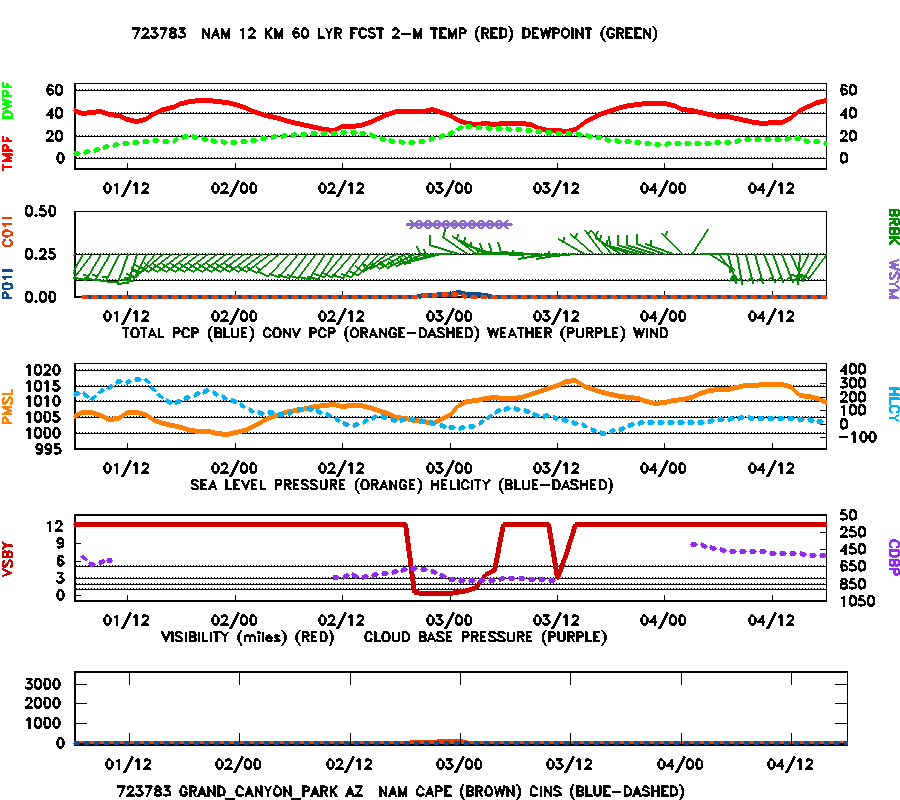 723783  NAM 12 KM 60 LYR FCST 2-M TEMP (RED) DEWPOINT (GREEN)
TMPF DWPF
60 60
40 40
20 20
0 0
01/12 02/00 02/12 03/00 03/12 04/00 04/12
P01I C01I
BRBK WSYM
0.50
0.25
0.00
01/12 02/00 02/12 03/00 03/12 04/00 04/12
TOTAL PCP (BLUE) CONV PCP (ORANGE-DASHED) WEATHER (PURPLE) WIND
PMSL
HLCY
1020 400
1015 300
1010 200
1005 100
1000 0
995 -100
01/12 02/00 02/12 03/00 03/12 04/00 04/12
SEA LEVEL PRESSURE (ORANGE) HELICITY (BLUE-DASHED)
VSBY
CDBP
12 50
9 250
6 450
3 650
1 850
0 1050
01/12 02/00 02/12 03/00 03/12 04/00 04/12
VISIBILITY (miles) (RED)    CLOUD BASE PRESSURE (PURPLE)
3000
2000
1000
0
01/12 02/00 02/12 03/00 03/12 04/00 04/12
723783 GRAND_CANYON_PARK AZ  NAM CAPE (BROWN) CINS (BLUE-DASHED)